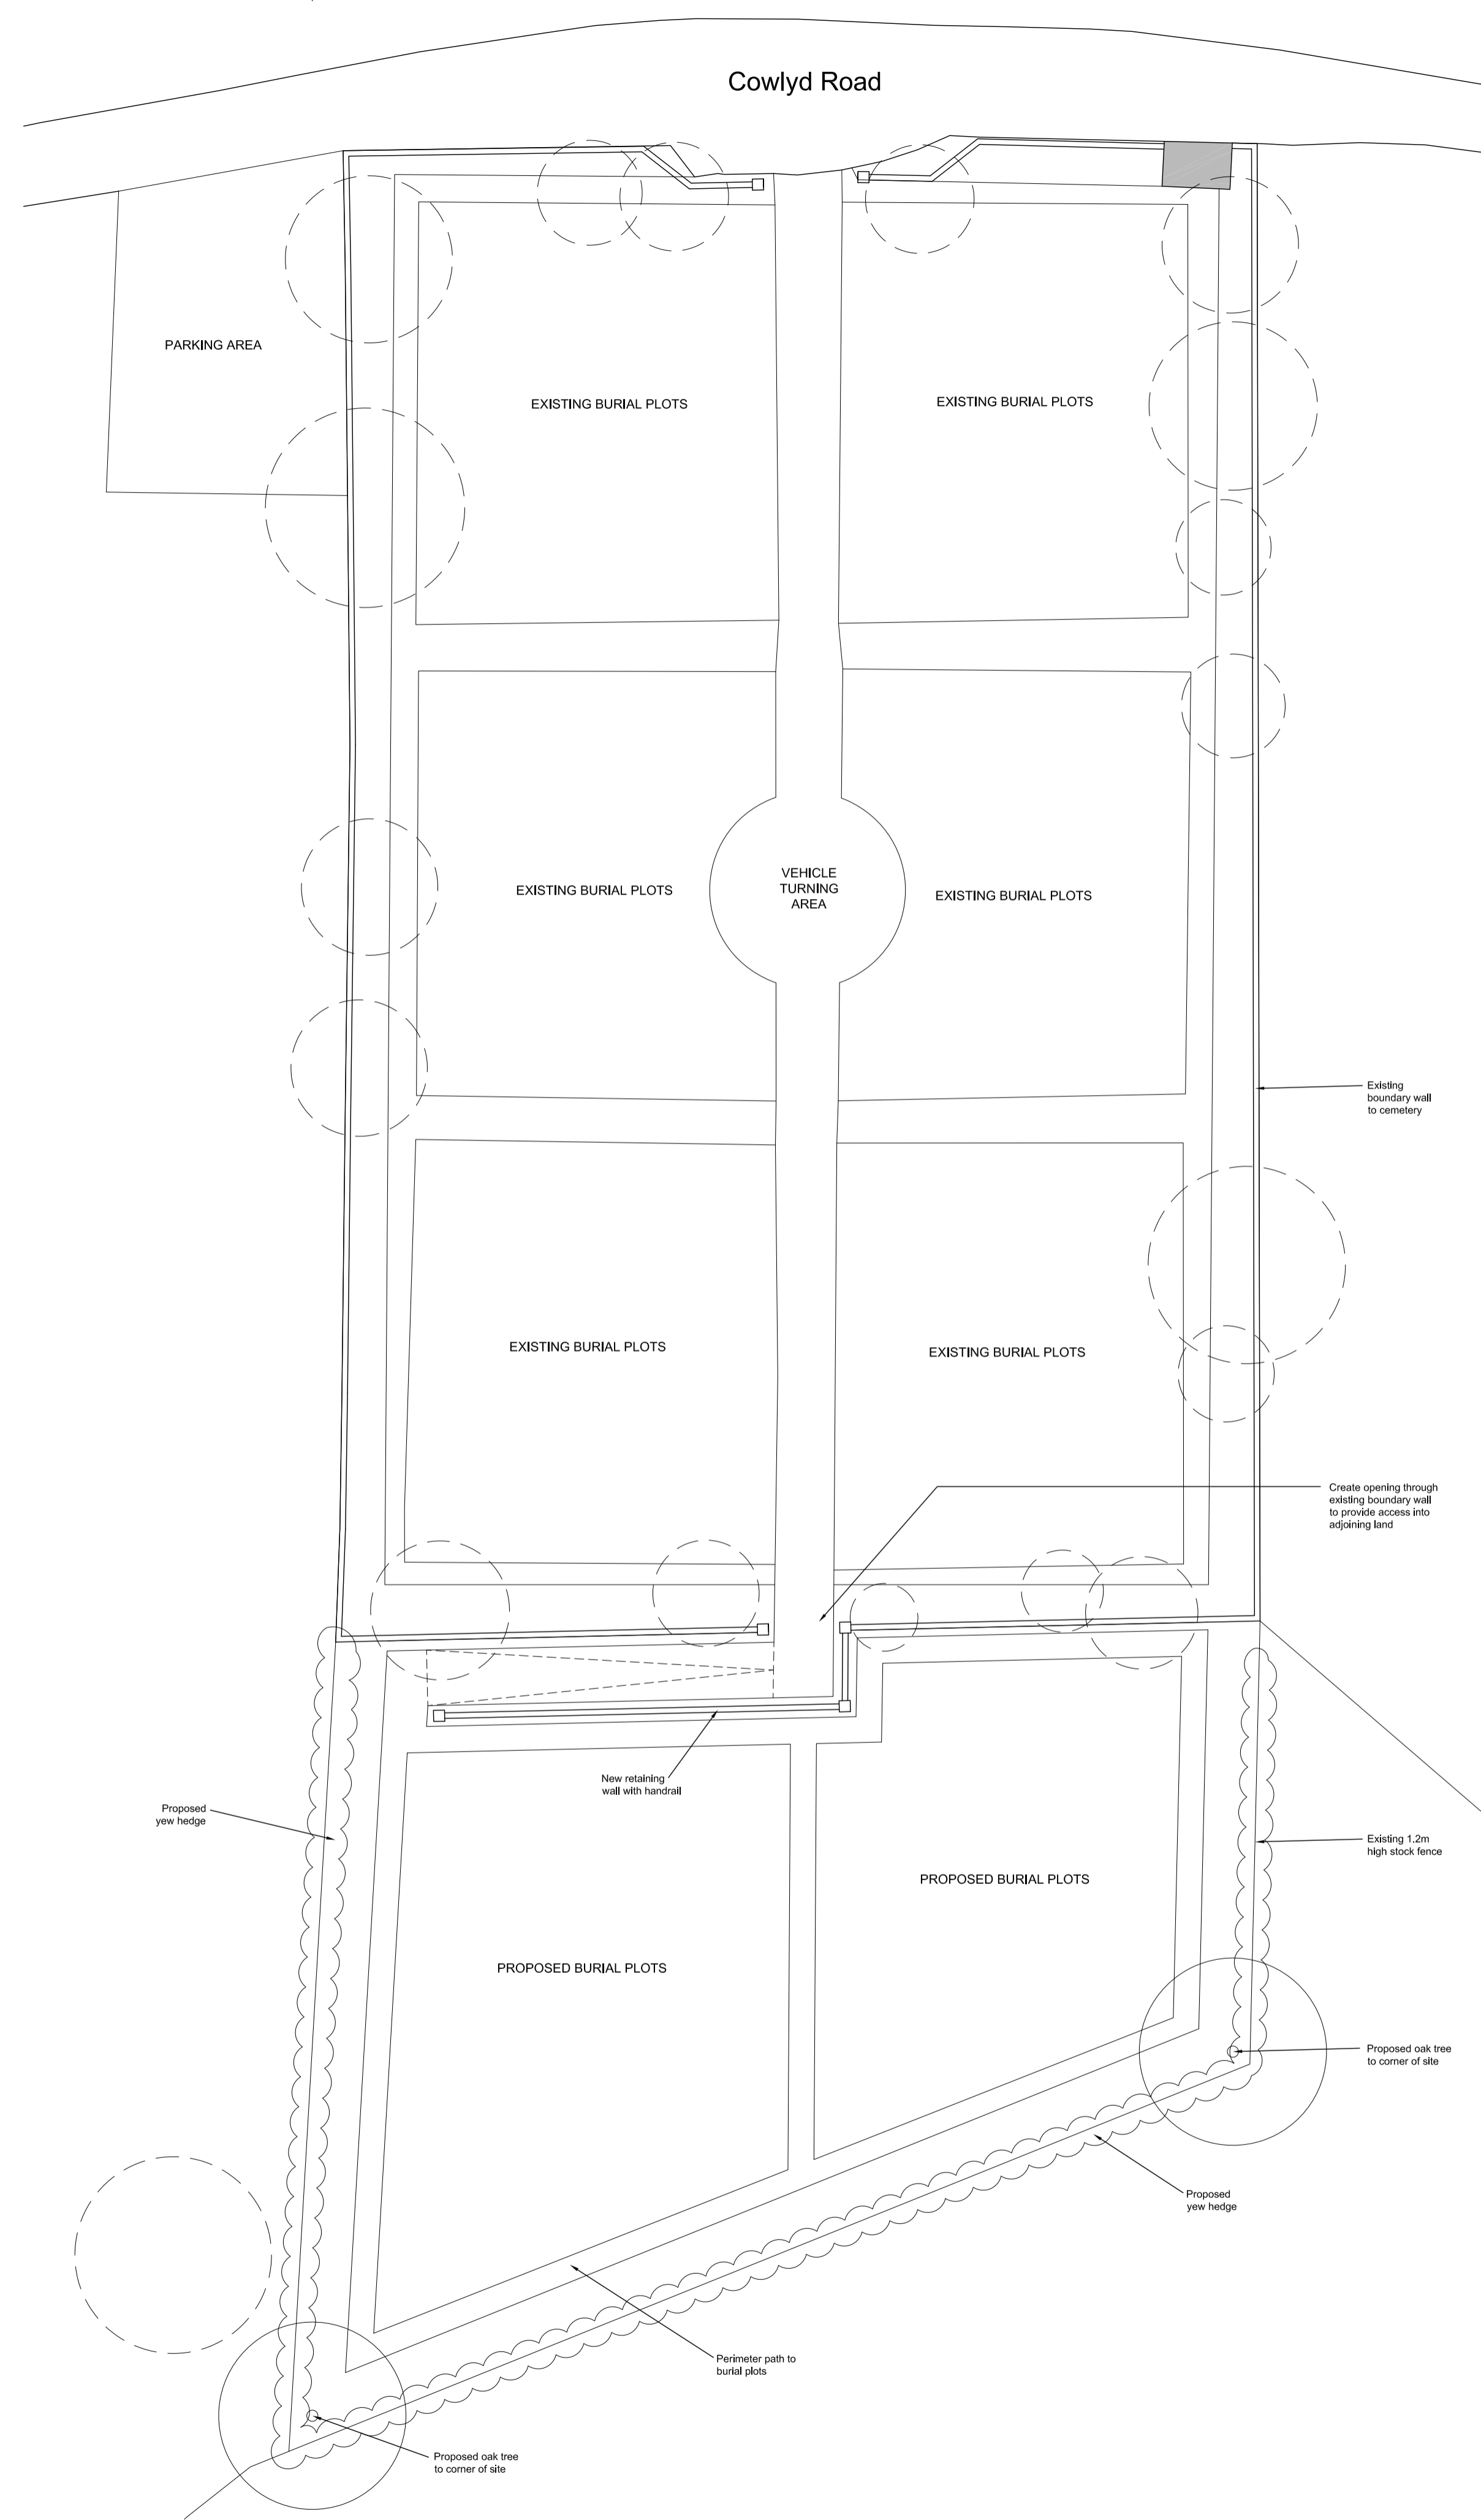 Cowlyd Road
PARKING AREA
EXISTING BURIAL PLOTS
EXISTING BURIAL PLOTS
VEHICLE
TURNING
AREA
EXISTING BURIAL PLOTS
EXISTING BURIAL PLOTS
Existing
boundary wall
to cemetery
EXISTING BURIAL PLOTS
EXISTING BURIAL PLOTS
Create opening through
existing boundary wall
to provide access into
adjoining land
New retaining
wall with handrail
Proposed
yew hedge
Existing 1.2m
high stock fence
PROPOSED BURIAL PLOTS
PROPOSED BURIAL PLOTS
Proposed oak tree
to corner of site
Proposed
yew hedge
Perimeter path to
burial plots
Proposed oak tree
to corner of site